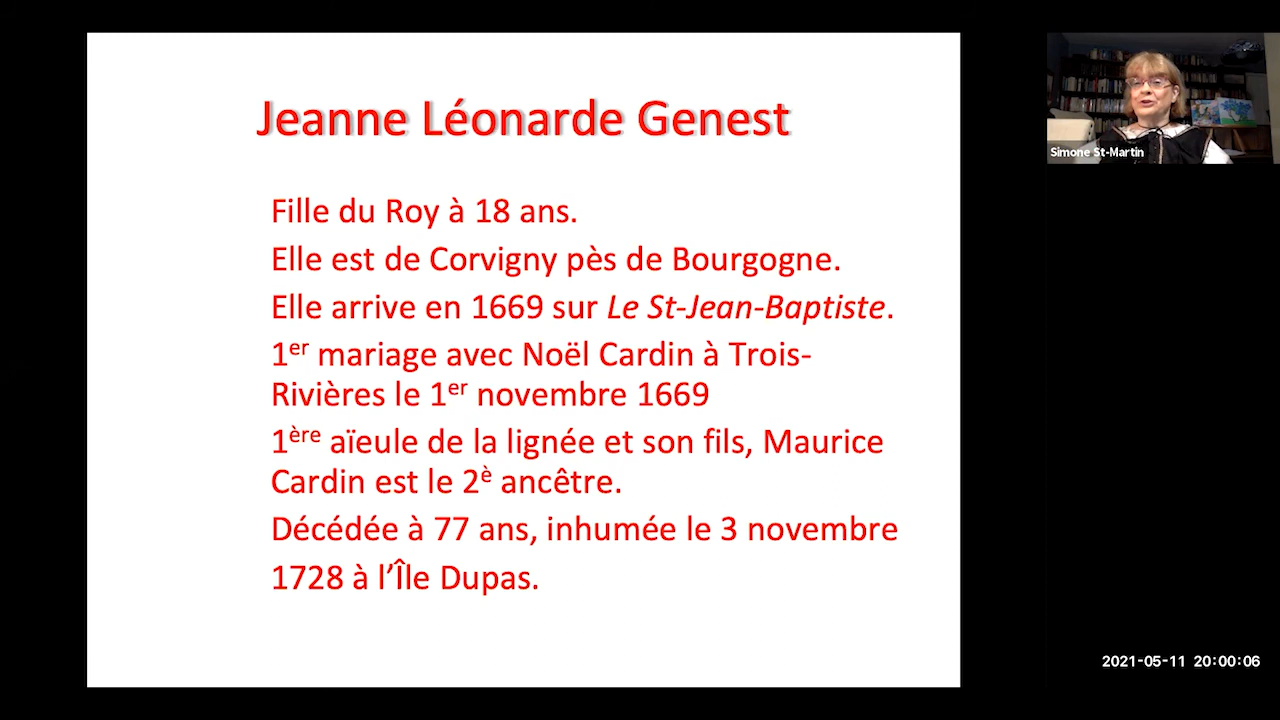 Jeanne Léonarde Genest
Fille du Roy à 18 ans.
Elle est de Corvigny pès de Bourgogne.
Elle arrive en 1669 sur Le St-Jean-Baptiste.
1er mariage avec Noël Cardin à Trois-
Rivières le 1er novembre 1669
1ère aïeule de la lignée et son fils, Maurice
Cardin est le 2è ancêtre.
Décédée à 77 ans, inhumée le 3 novembre
1728 à l’Île Dupas.
Simone St-Martin
2021-05-11 20:00:06